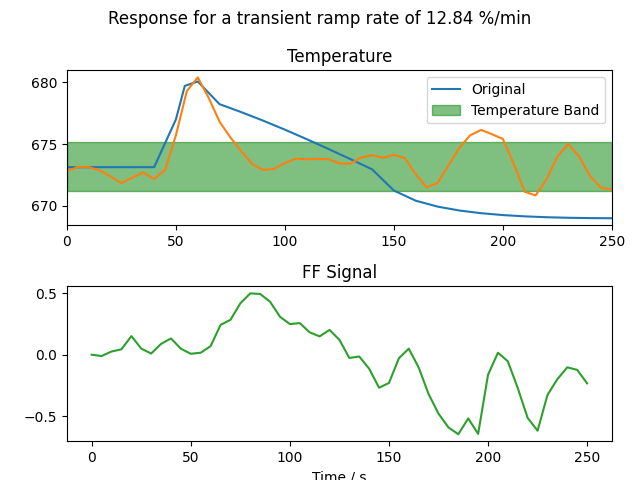 Response for a transient ramp rate of 12.84 %/min
Temperature
680
675
670
Original
Temperature Band
0 50 100 150 200 250
FF Signal
0.5
0.0
−0.5
0 50 100 150 200 250
Time / s